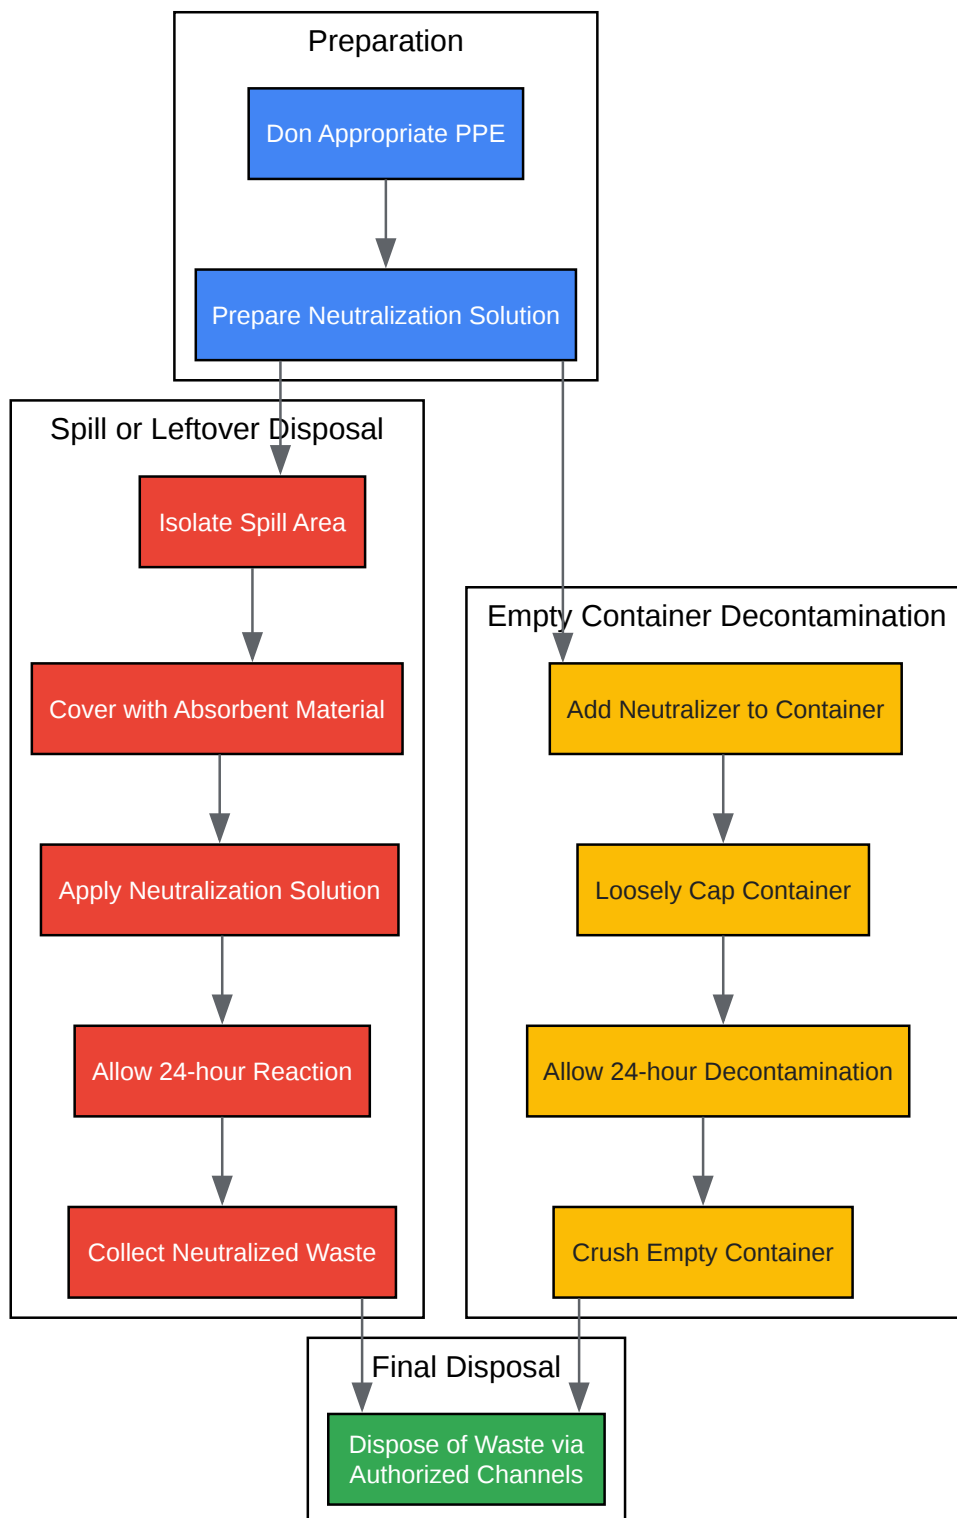 Preparation
Don Appropriate PPE
Prepare Neutralization Solution
Spill or Leftover Disposal
Isolate Spill Area
Cover with Absorbent Material
Apply Neutralization Solution
Allow 24-hour Reaction
Collect Neutralized Waste
Empty Container Decontamination
Add Neutralizer to Container
Loosely Cap Container
Allow 24-hour Decontamination
Crush Empty Container
Final Disposal
Dispose of Waste via
Authorized Channels